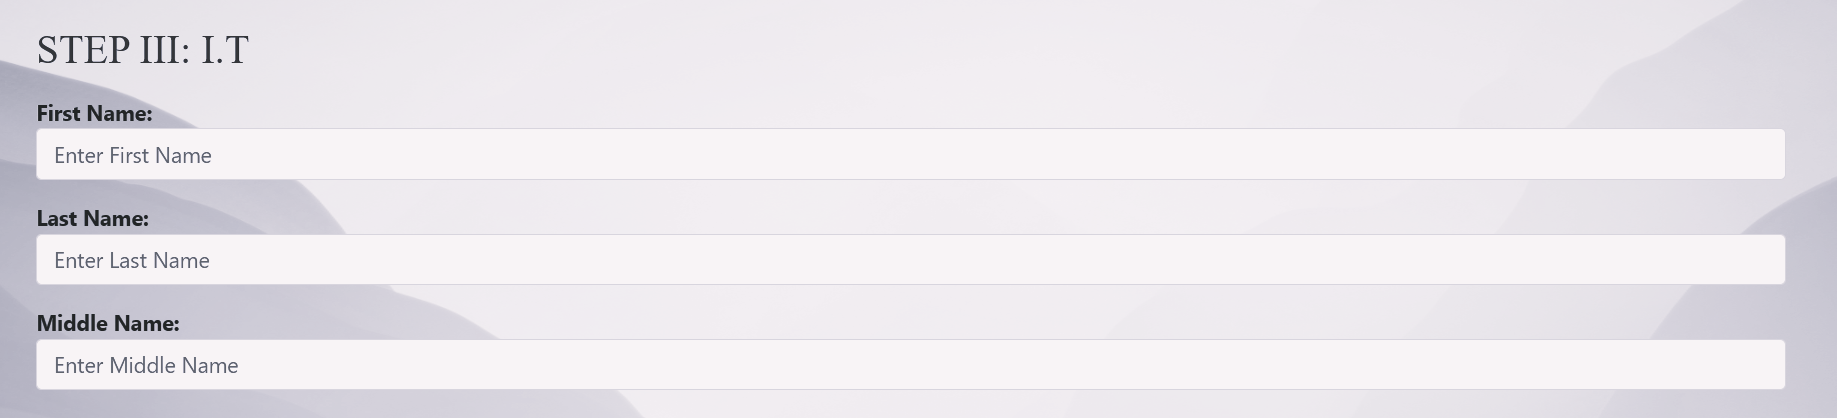 STEP III: I.T
First Name:
Enter First Name
Last Name:
Enter Last Name
Middle Name:
Enter Middle Name